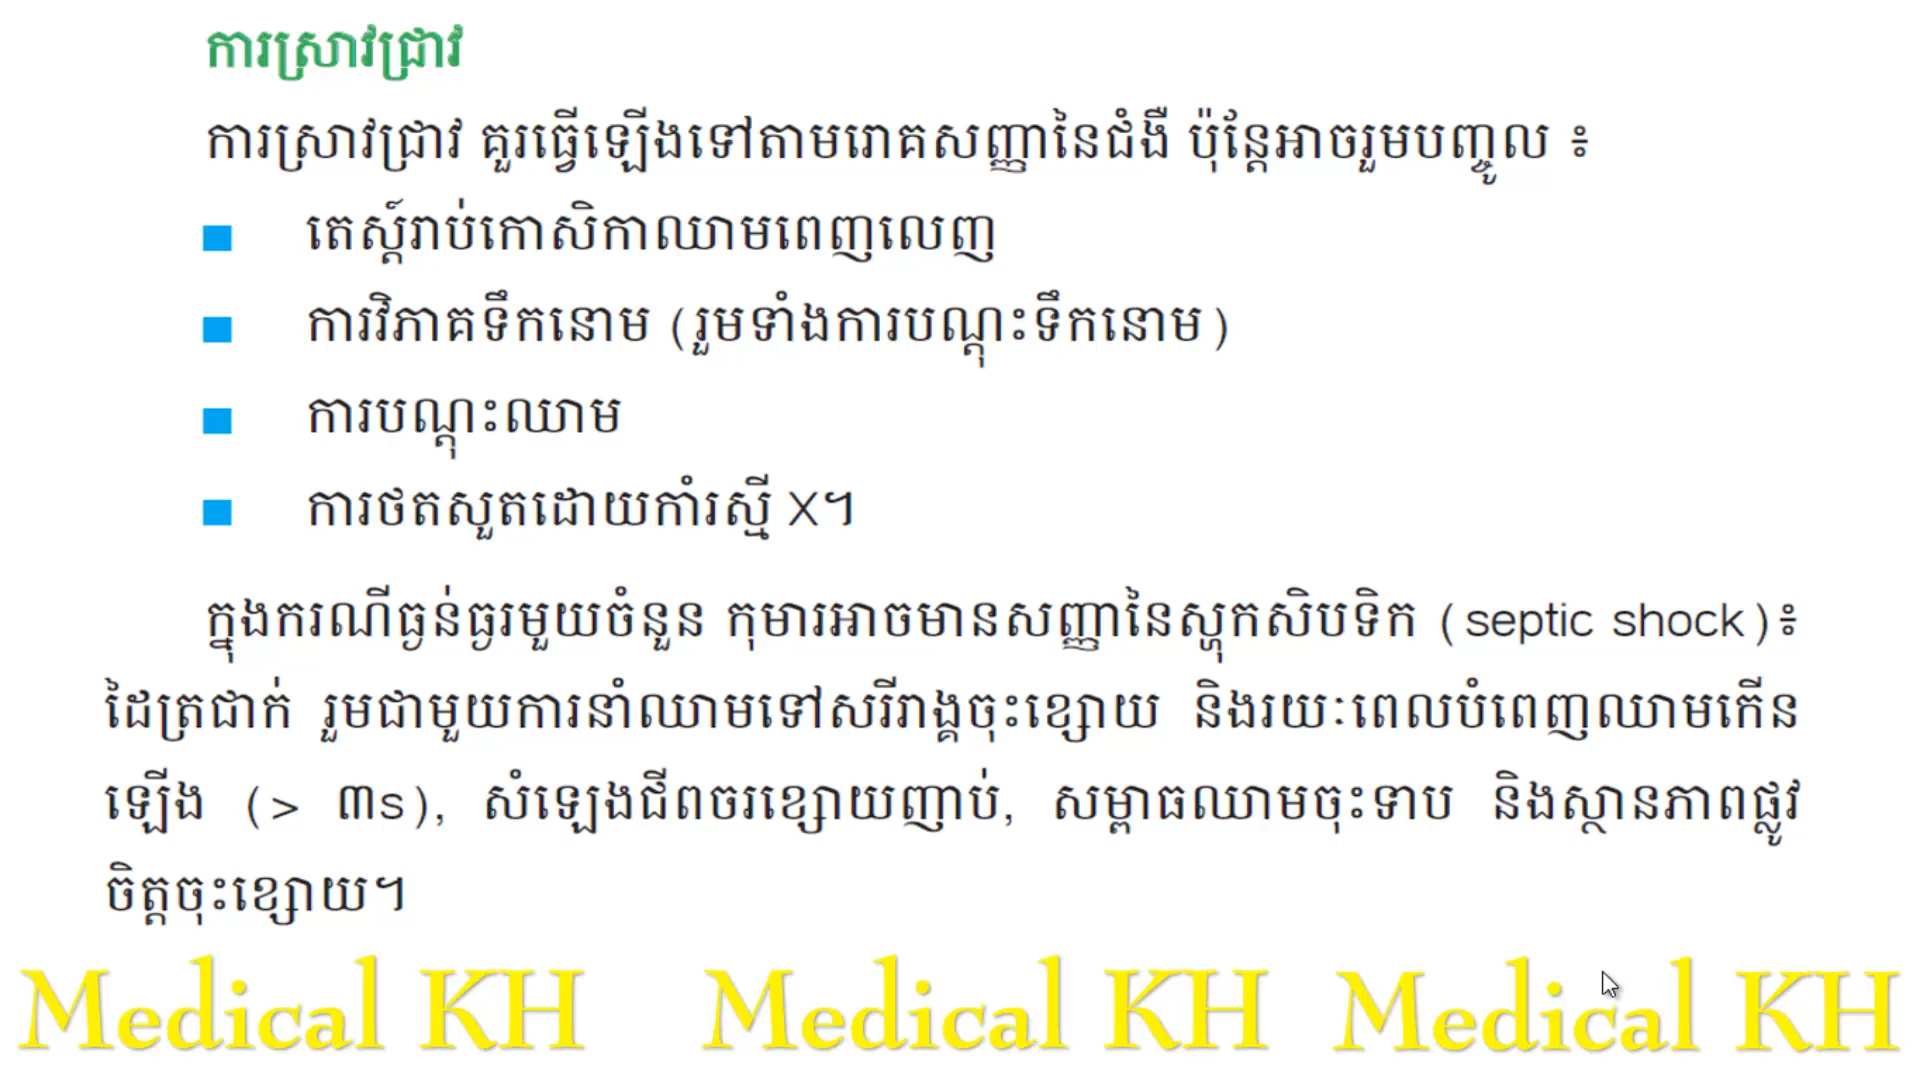 ការស្រាវជ្រាវ
ការស្រាវជ្រាវ គួរធ្វើឡើងទៅតាមរោគសញ្ញានៃជំងឺ ប៉ុន្តែអាចរួមបញ្ចូល ៖
តេស្ត៍រាប់កោសិកាឈាមពេញលេញ
ការវិភាគទឹកនោម (រួមទាំងការបណ្តុះទឹកនោម)
ការបណ្តុះឈាម
ការថតសួតដោយកាំរស្មី X។
ក្នុងករណីធ្ងន់ធ្ងរមួយចំនួន កុមារអាចមានសញ្ញានៃស្ហុកសិបទិក (septic shock)៖
ដៃត្រជាក់ រួមជាមួយការនាំឈាមទៅសរីរាង្គចុះខ្សោយ និងរយៈពេលបំពេញឈាមកើន
ឡើង (> ៣s), សំឡេងជីពចរខ្សោយញាប់, សម្ពាធឈាមចុះទាប និងស្ថានភាពផ្លូវ
ចិត្តចុះខ្សោយ។
Medical KH Medical KH Medical KH